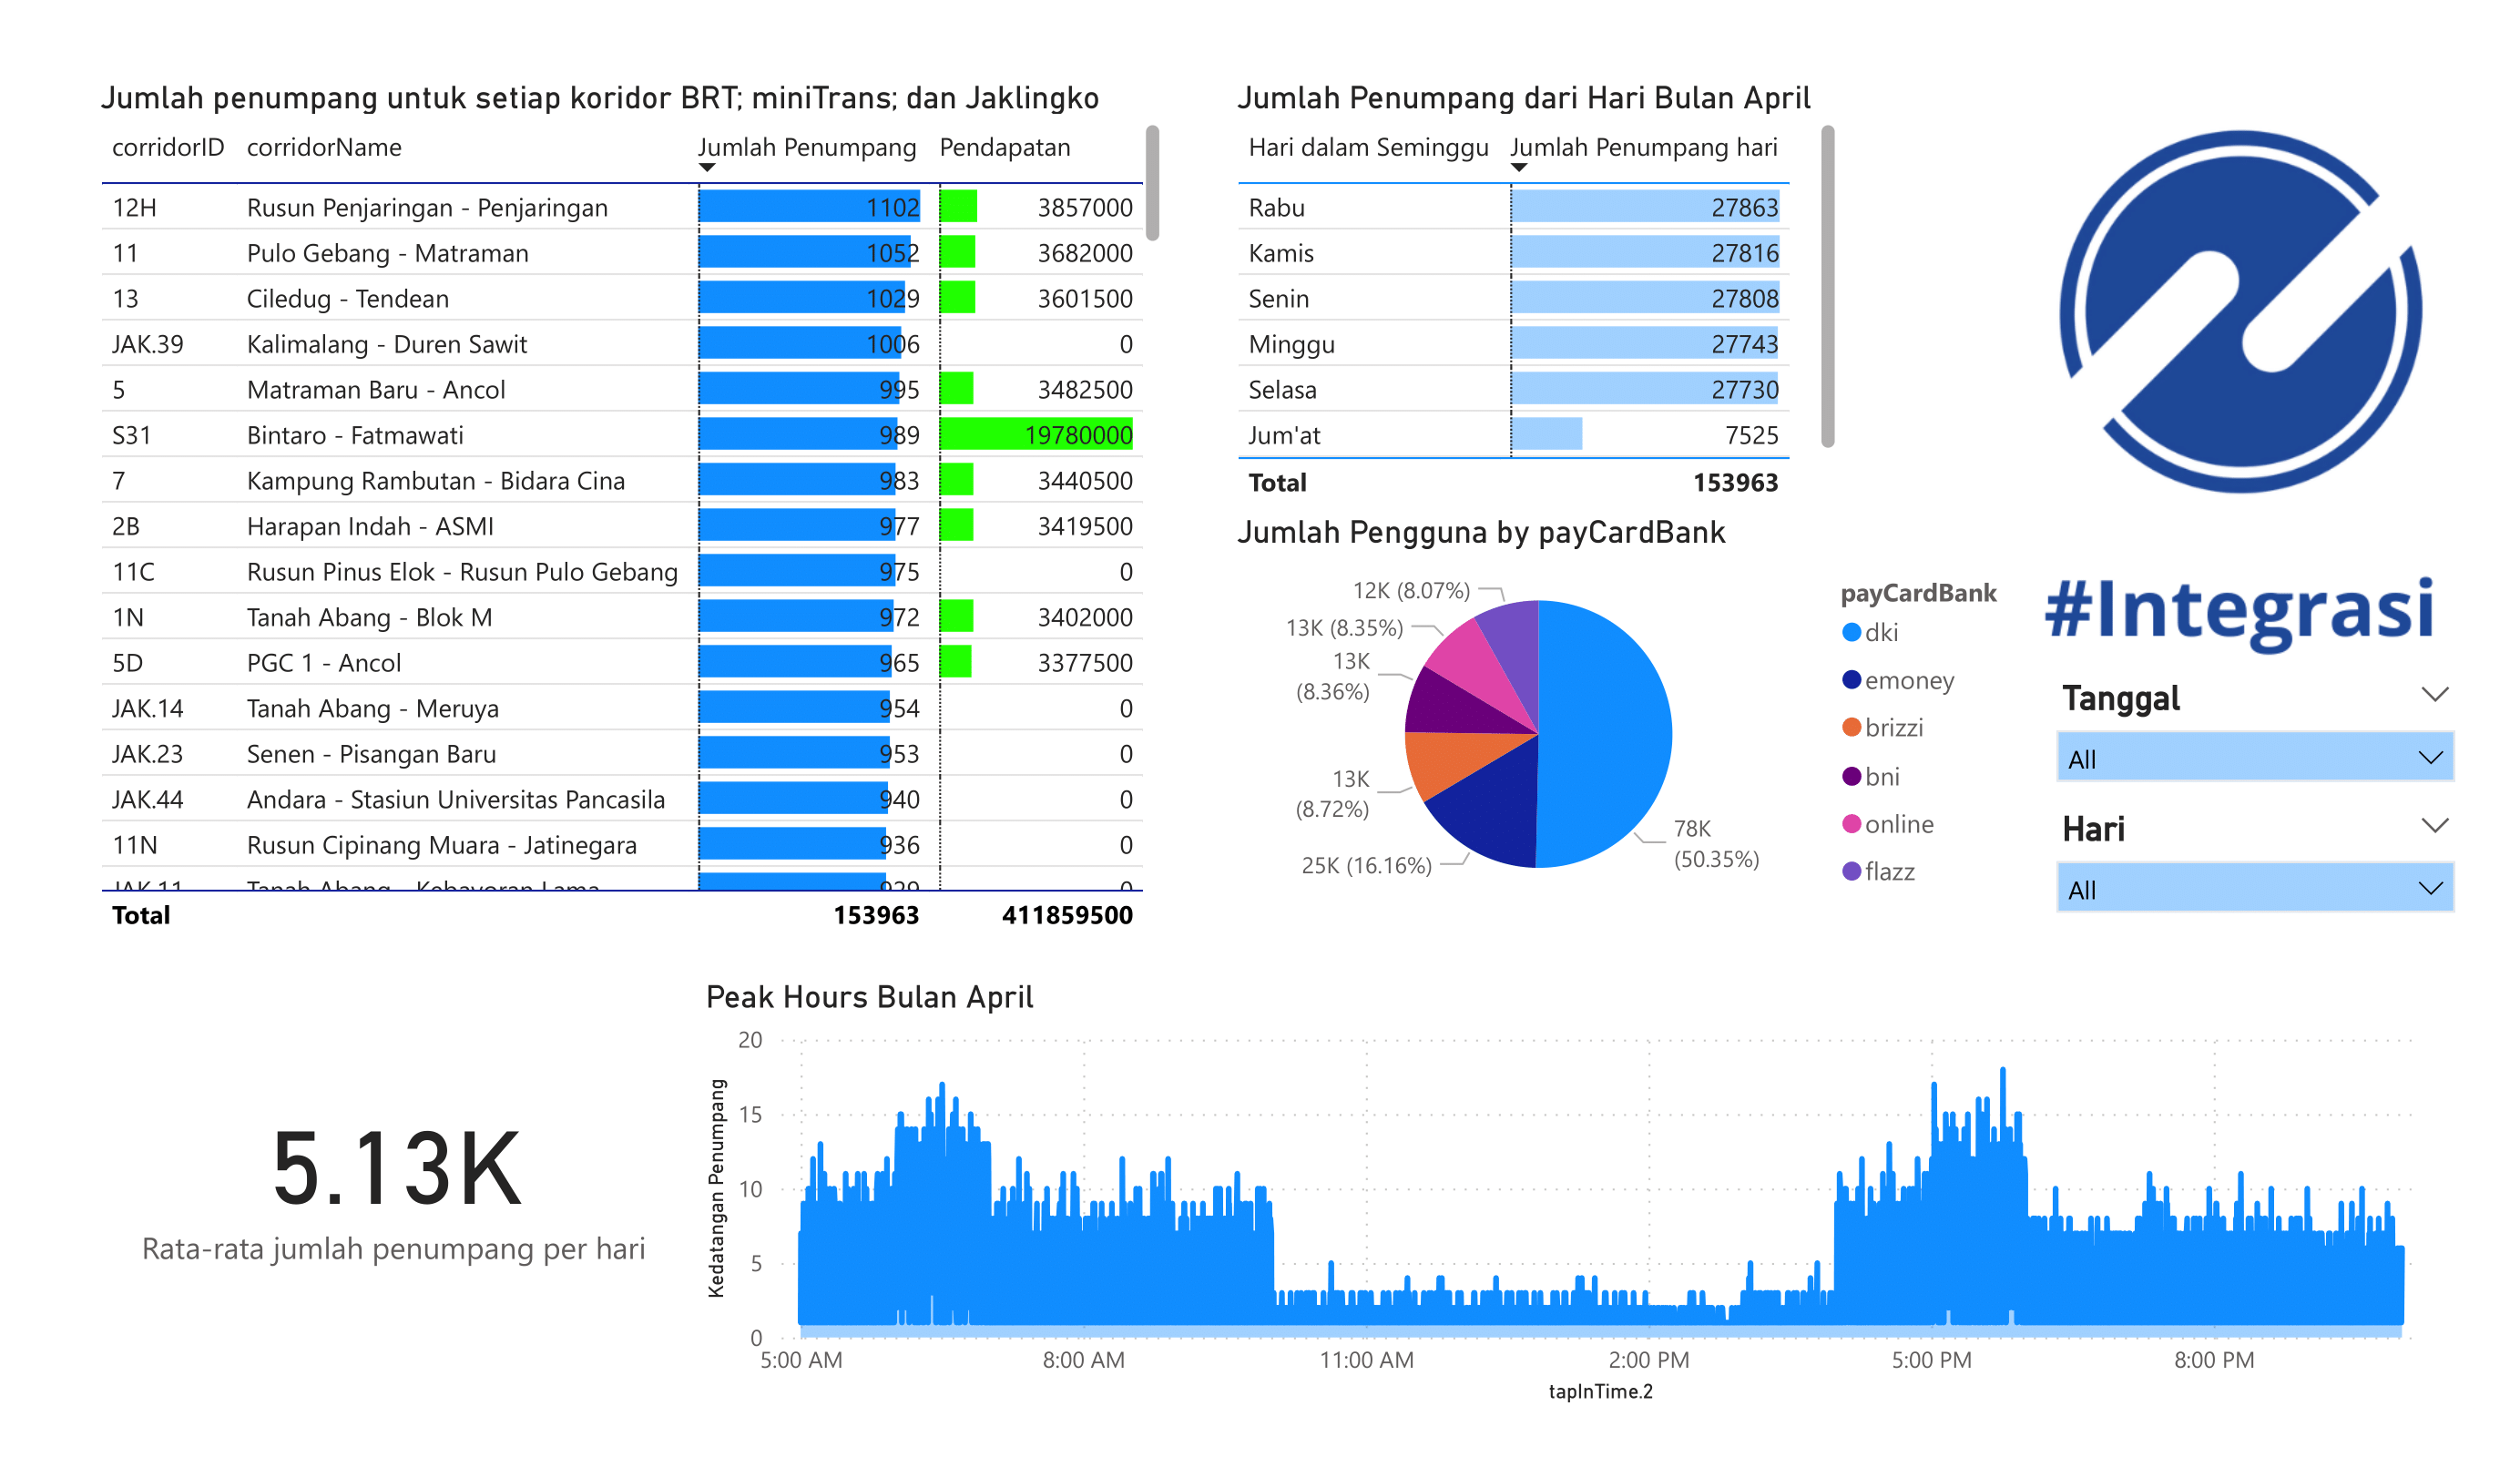 Jumlah penumpang untuk setiap koridor BRT; miniTrans; dan Jaklingko
corridorID corridorName Jumlah Penumpang Pendapatan
12H Rusun Penjaringan - Penjaringan 1102 3857000
11 Pulo Gebang - Matraman 1052 3682000
13 Ciledug - Tendean 1029 3601500
JAK.39 Kalimalang - Duren Sawit 1006 0
5 Matraman Baru - Ancol 995 3482500
S31 Bintaro - Fatmawati 989 19780000
7 Kampung Rambutan - Bidara Cina 983 3440500
2B Harapan Indah - ASMI 977 3419500
11C Rusun Pinus Elok - Rusun Pulo Gebang 975 0
1N Tanah Abang - Blok M 972 3402000
5D PGC 1 - Ancol 965 3377500
JAK.14 Tanah Abang - Meruya 954 0
JAK.23 Senen - Pisangan Baru 953 0
JAK.44 Andara - Stasiun Universitas Pancasila 940 0
11N Rusun Cipinang Muara - Jatinegara 936 0
JAK.11 Tanah Abang - Kebayoran Lama 0
Total 153963 411859500
Jumlah Penumpang dari Hari Bulan April
Hari dalam Seminggu Jumlah Penumpang hari
Rabu 27863
Kamis 27816
Senin 27808
Minggu 27743
Selasa 27730
Jum'at 7525
Total 153963
Jumlah Pengguna by payCardBank
12K (8.07%)
13K (8.35%)
13K
(8.36%)
13K
(8.72%)
25K (16.16%)
78K
(50.35%)
payCardBank
dki
emoney
brizzi
bni
online
flazz
#Integrasi
Tanggal
All
Hari
All
5.13K
Rata-rata jumlah penumpang per hari
Peak Hours Bulan April
Kedatangan Penumpang
20
15
10
5
0
5:00 AM 8:00 AM 11:00 AM 2:00 PM 5:00 PM 8:00 PM
tapInTime.2